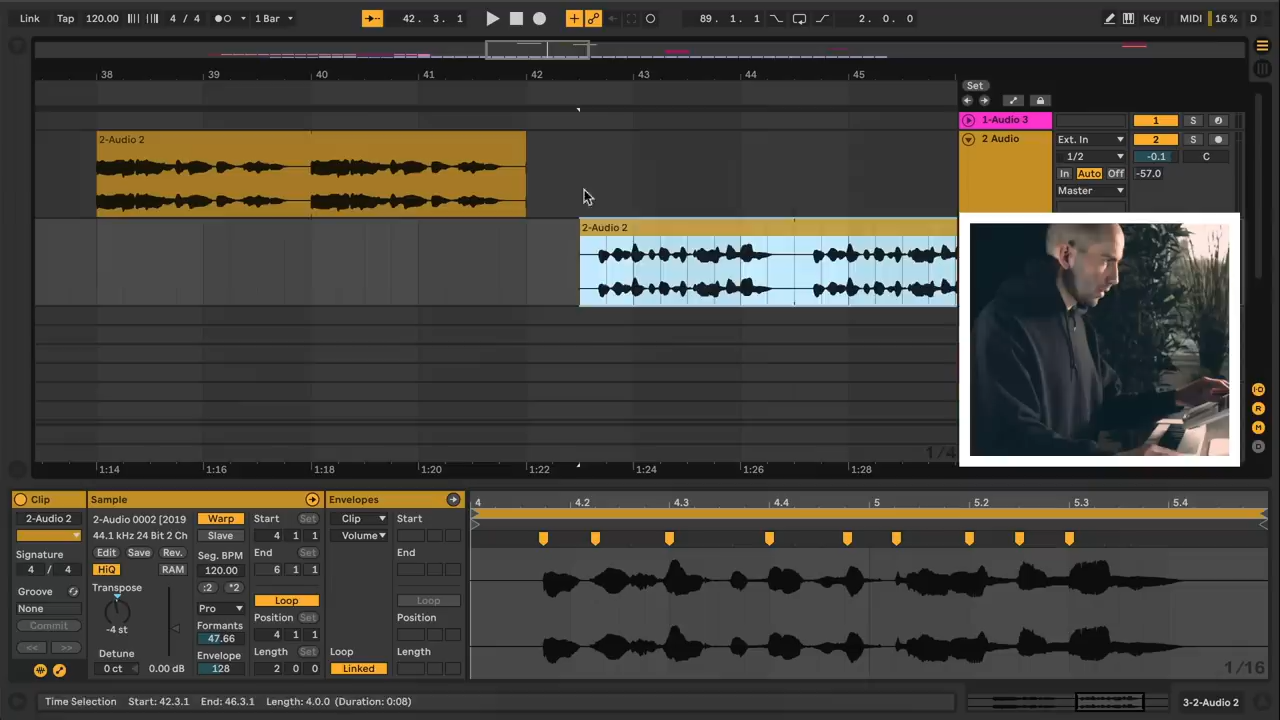 Link Tap 120.00 4 / 4 1 Bar 42. 3. 1 89. 1. 1 2. 0. 0 Key MIDI 16 % D
38 39 40 41 42 43 44 45
Set
2-Audio 2
2-Audio 2
1-Audio 3 1 S
2 Audio Ext. In 2 S
1/2 -0.1 C
In Auto Off -57.0
Master
1/4
1:14 1:16 1:18 1:20 1:22 1:24 1:26 1:28
I·O
R
M
D
Clip Sample Envelopes
2-Audio 2
Signature
4 / 4
Groove
None
Commit
<< >>
2-Audio 0002 [2019
44.1 kHz 24 Bit 2 Ch
Edit Save Rev.
HiQ RAM
Transpose
-4 st
Detune
0 ct 0.00 dB
Warp
Slave
Seg. BPM
120.00
:2 *2
Pro
Formants
47.66
Envelope
128
Start Set
4 1 1
End Set
6 1 1
Loop
Position Set
4 1 1
Length Set
2 0 0
Clip
Volume
Loop
Linked
Start
End
Loop
Position
Length
4 4.2 4.3 4.4 5 5.2 5.3 5.4
1/16
Time Selection Start: 42.3.1 End: 46.3.1 Length: 4.0.0 (Duration: 0:08)
3-2-Audio 2